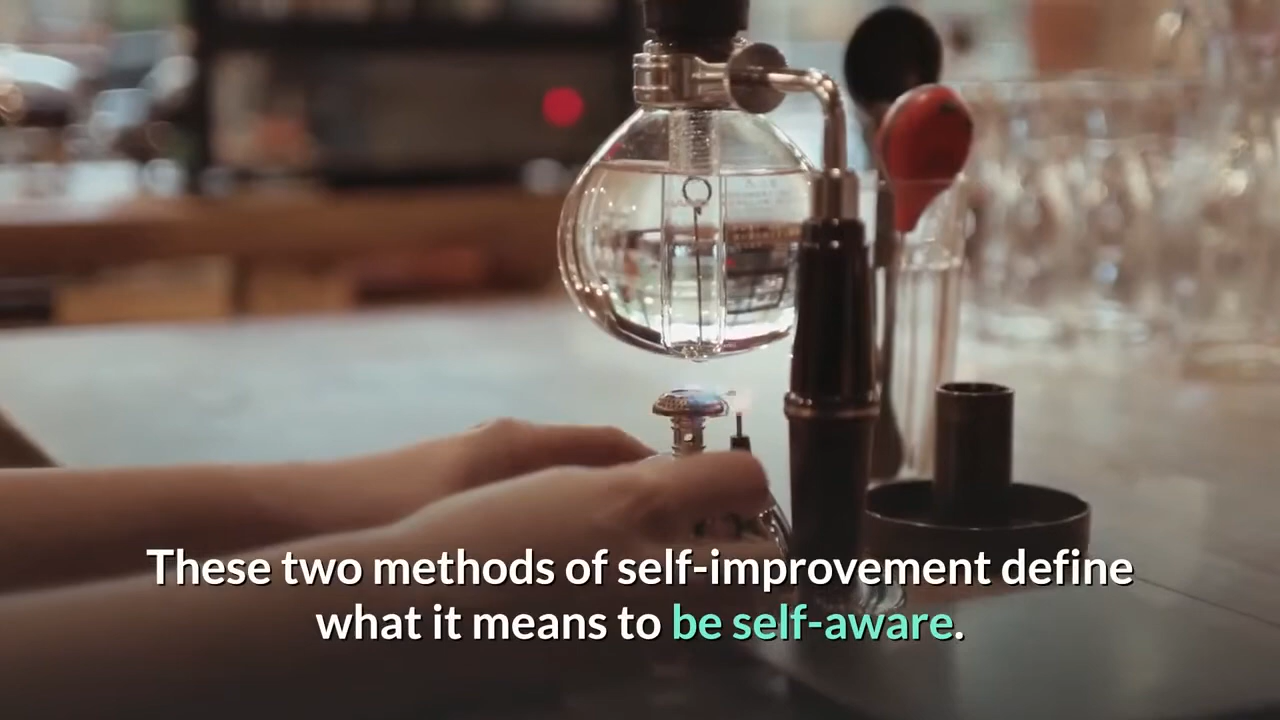 These two methods of self-improvement define
what it means to be self-aware.